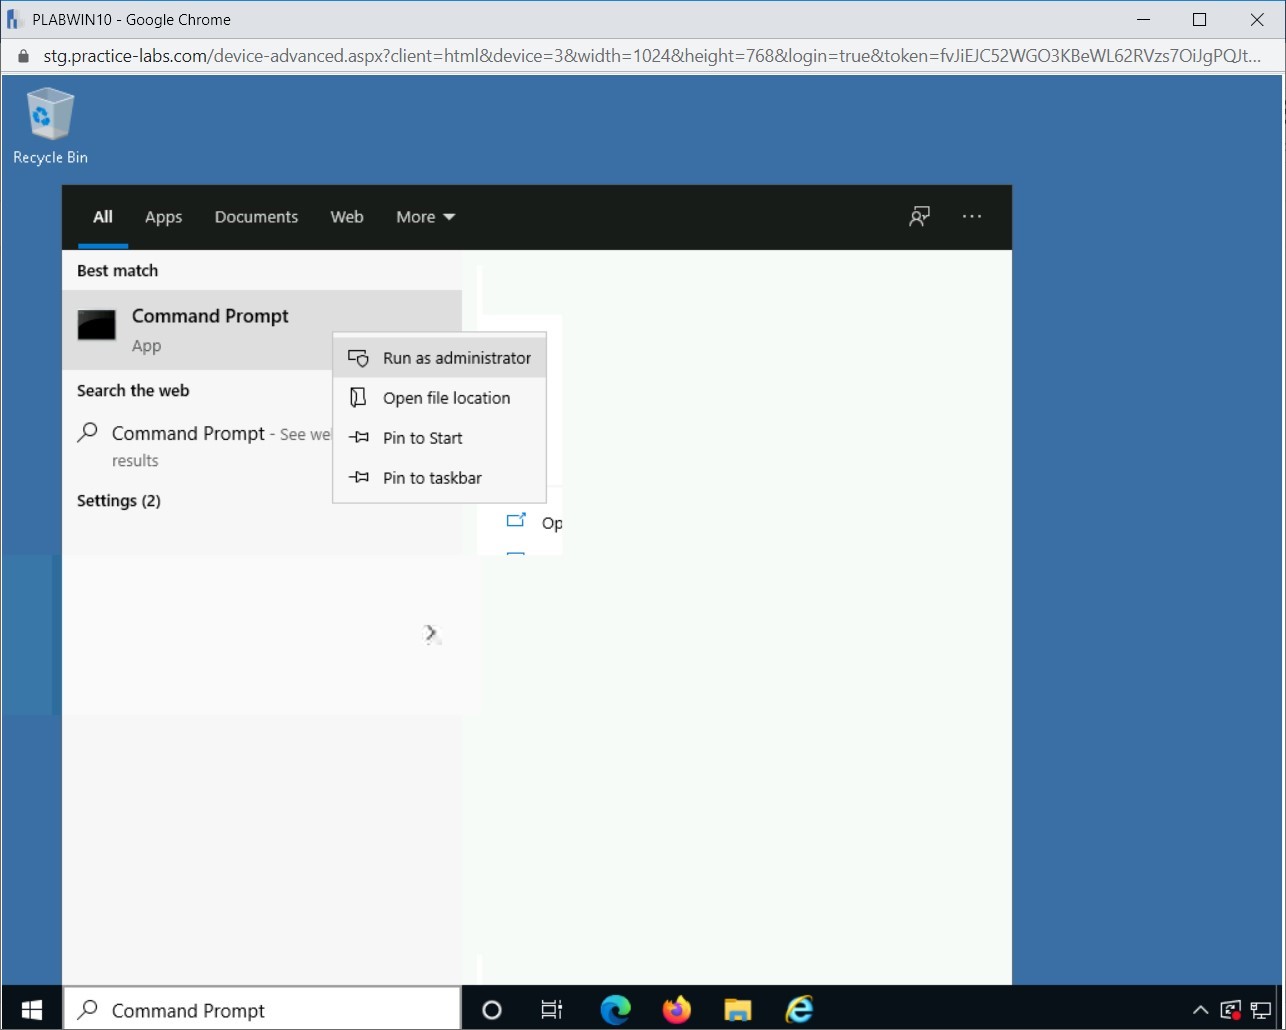 PLABWIN10 - Google Chrome
stg.practice-labs.com/device-advanced.aspx?client=html&device=3&width=1024&height=768&login=true&token=fvJiEJC52WGO3KBeWL62RVzs7OiJgPQJt...
Recycle Bin
All Apps Documents Web More
Best match
Command Prompt
App
Run as administrator
Open file location
Pin to Start
Pin to taskbar
Search the web
Command Prompt - See we
results
Settings (2)
Op
Command Prompt